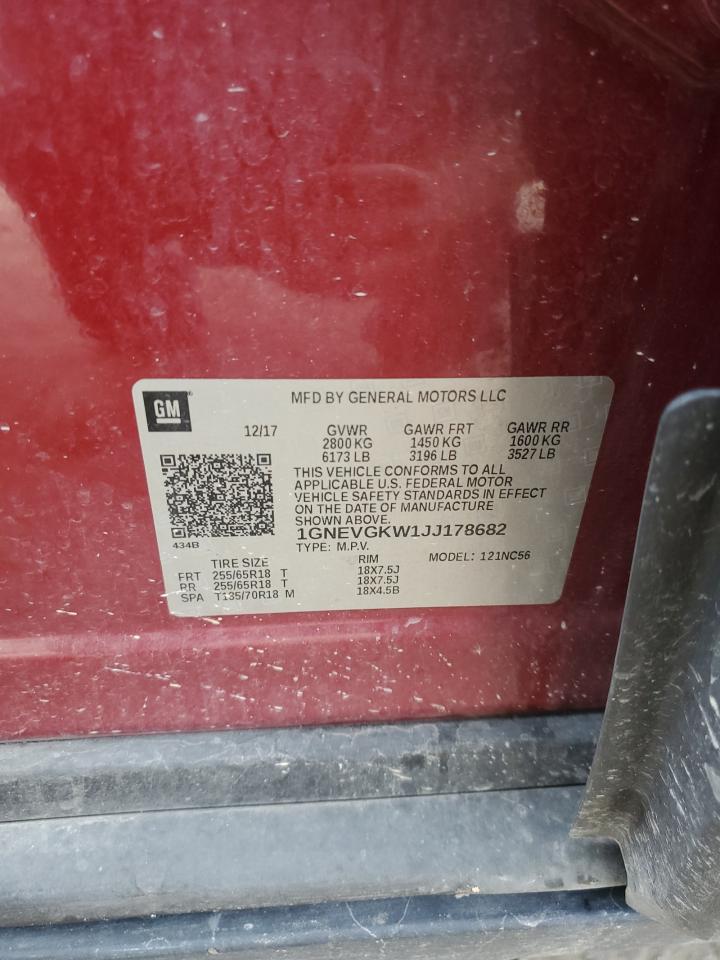 GM
MFD BY GENERAL MOTORS LLC
12/17 GVWR GAWR FRT GAWR RR
2800 KG 1450 KG 1600 KG
6173 LB 3196 LB 3527 LB
THIS VEHICLE CONFORMS TO ALL
APPLICABLE U.S. FEDERAL MOTOR
VEHICLE SAFETY STANDARDS IN EFFECT
ON THE DATE OF MANUFACTURE
SHOWN ABOVE.
1GNEVGKW1JJ178682
434B
TYPE: M.P.V. MODEL: 121NC56
TIRE SIZE RIM
FRT 255/65R18 T 18X7.5J
RR 255/65R18 T 18X7.5J
SPA T135/70R18 M 18X4.5B